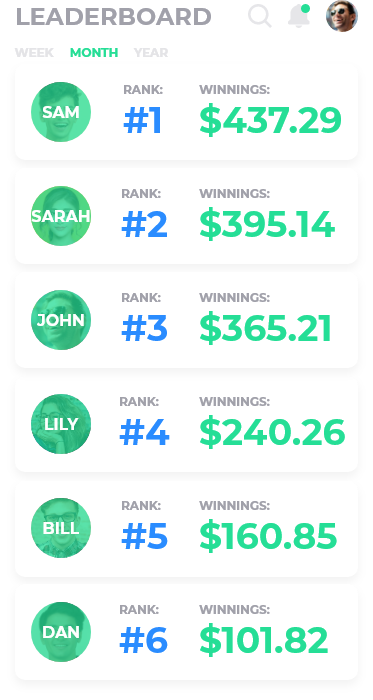 LEADERBOARD
WEEK MONTH YEAR
SAM
RANK: WINNINGS:
#1 $437.29
SARAH
RANK: WINNINGS:
#2 $395.14
JOHN
RANK: WINNINGS:
#3 $365.21
LILY
RANK: WINNINGS:
#4 $240.26
BILL
RANK: WINNINGS:
#5 $160.85
DAN
RANK: WINNINGS:
#6 $101.82